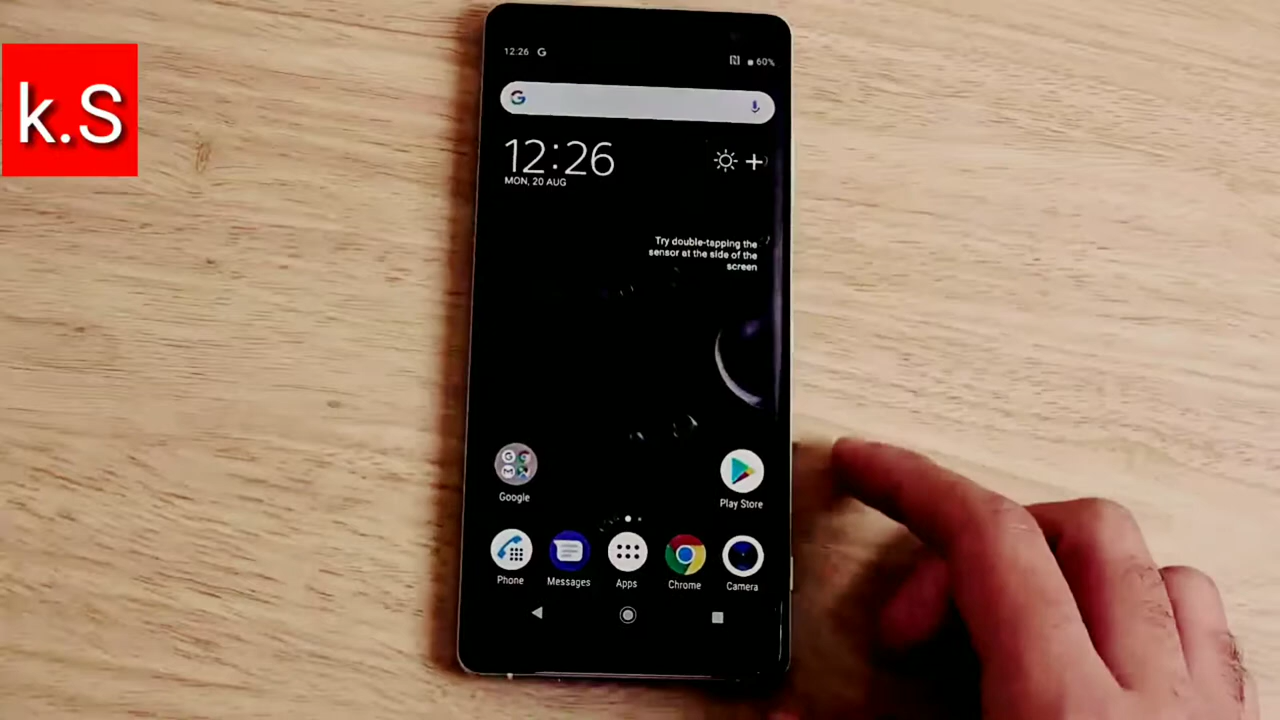 k.S
12:26 G
N 60%
G
12:26
MON, 20 AUG
Try double-tapping the
sensor at the side of the
screen
Google
Play Store
Phone
Messages
Apps
Chrome
Camera